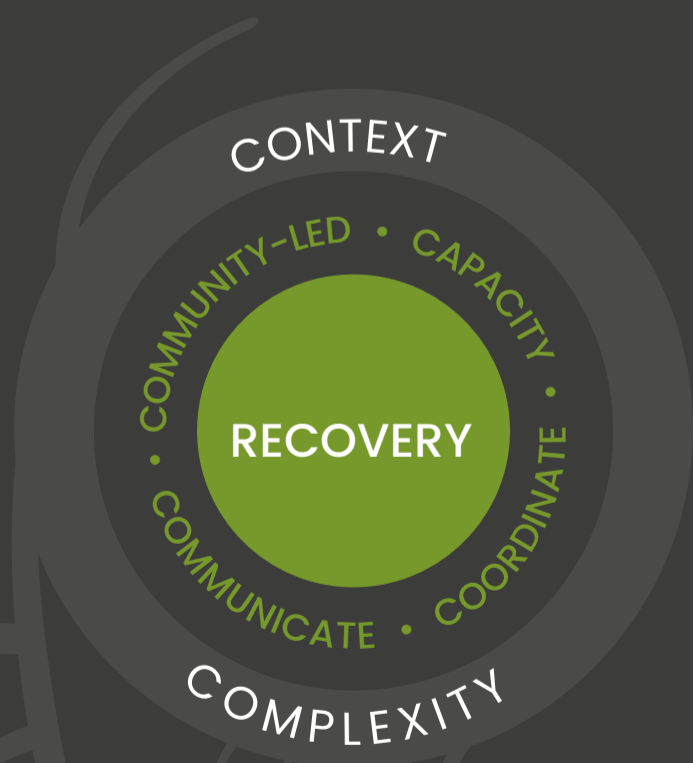 CONTEXT
COMMUNITY-LED • CAPACITY • COORDINATE • COMMUNICATE •
RECOVERY
COMPLEXITY